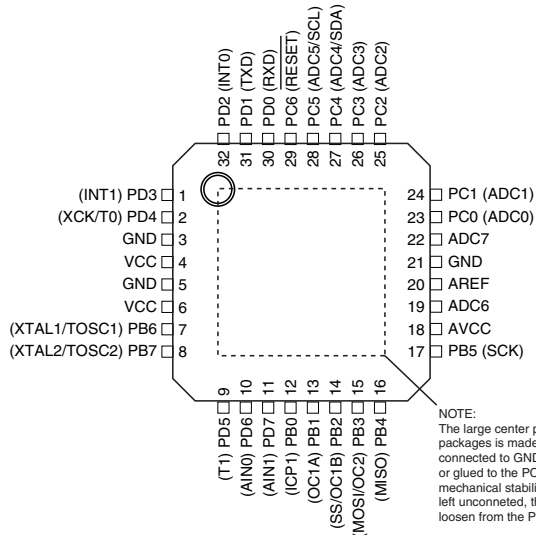 32 PD2 (INT0)
31 PD1 (TXD)
30 PD0 (RXD)
29 PC6 (RESET)
28 PC5 (ADC5/SCL)
27 PC4 (ADC4/SDA)
26 PC3 (ADC3)
25 PC2 (ADC2)
(INT1) PD3 1
(XCK/T0) PD4 2
GND 3
VCC 4
GND 5
VCC 6
(XTAL1/TOSC1) PB6 7
(XTAL2/TOSC2) PB7 8
24 PC1 (ADC1)
23 PC0 (ADC0)
22 ADC7
21 GND
20 AREF
19 ADC6
18 AVCC
17 PB5 (SCK)
(T1) PD5 9
(AIN0) PD6 10
(AIN1) PD7 11
(ICP1) PB0 12
(OC1A) PB1 13
(SS/OC1B) PB2 14
(MOSI/OC2) PB3 15
(MISO) PB4 16
NOTE:
The large center p
packages is made
connected to GND
or glued to the PC
mechanical stabili
left unconneted, th
loosen from the P